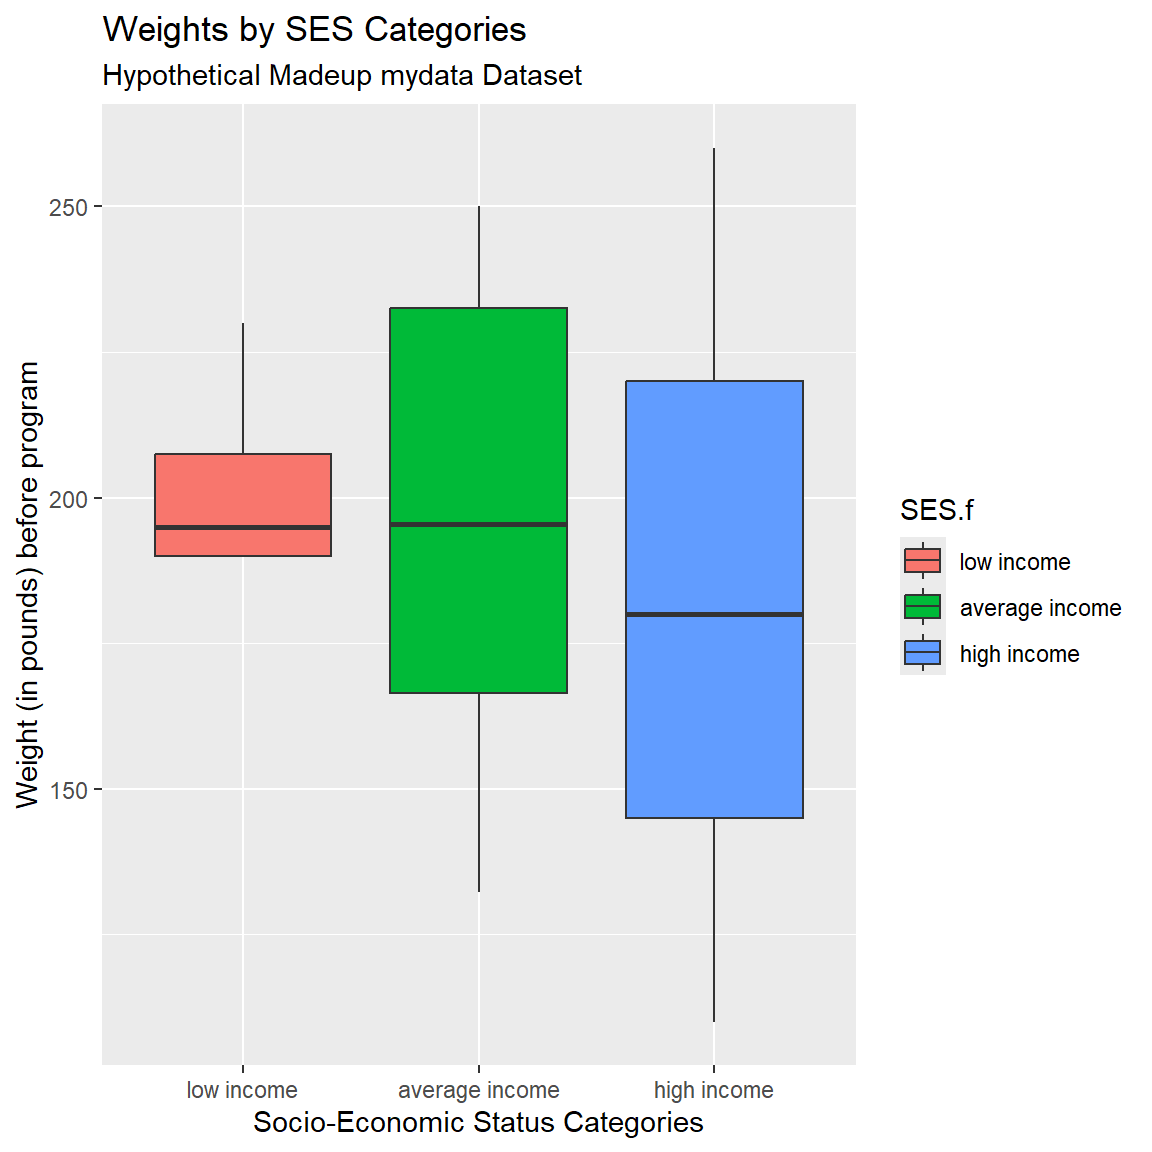 Weights by SES Categories
Hypothetical Madeup mydata Dataset
Weight (in pounds) before program
250
200
150
low income
average income
high income
Socio-Economic Status Categories
SES.f
low income
average income
high income